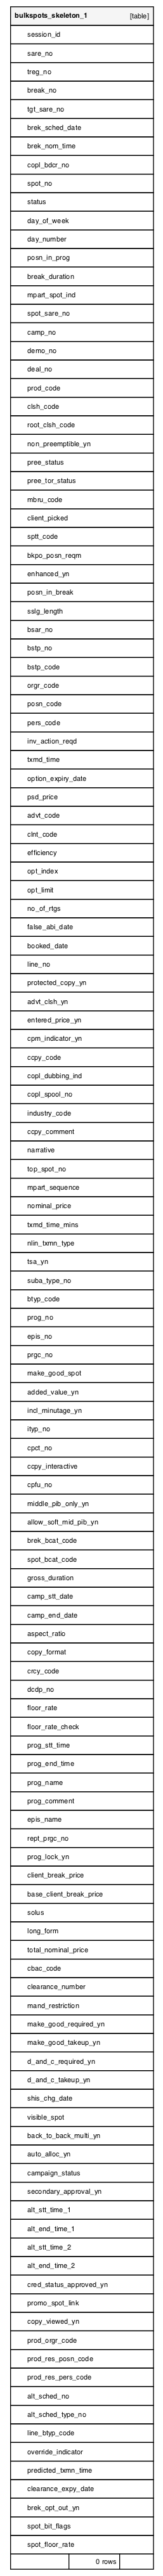 bulkspots_skeleton_1 [table]
session_id
sare_no
treg_no
break_no
tgt_sare_no
brek_sched_date
brek_nom_time
copl_bdcr_no
spot_no
status
day_of_week
day_number
posn_in_prog
break_duration
mpart_spot_ind
spot_sare_no
camp_no
demo_no
deal_no
prod_code
clsh_code
root_clsh_code
non_preemptible_yn
pree_status
pree_tor_status
mbru_code
client_picked
sptt_code
bkpo_posn_reqm
enhanced_yn
posn_in_break
sslg_length
bsar_no
bstp_no
bstp_code
orgr_code
posn_code
pers_code
inv_action_reqd
txmd_time
option_expiry_date
psd_price
advt_code
clnt_code
efficiency
opt_index
opt_limit
no_of_rtgs
false_abi_date
booked_date
line_no
protected_copy_yn
advt_clsh_yn
entered_price_yn
cpm_indicator_yn
ccpy_code
copl_dubbing_ind
copl_spool_no
industry_code
ccpy_comment
narrative
top_spot_no
mpart_sequence
nominal_price
txmd_time_mins
nlin_txmn_type
tsa_yn
suba_type_no
btyp_code
prog_no
epis_no
prgc_no
make_good_spot
added_value_yn
incl_minutage_yn
ityp_no
cpct_no
ccpy_interactive
cpfu_no
middle_pib_only_yn
allow_soft_mid_pib_yn
brek_bcat_code
spot_bcat_code
gross_duration
camp_stt_date
camp_end_date
aspect_ratio
copy_format
crcy_code
dcdp_no
floor_rate
floor_rate_check
prog_stt_time
prog_end_time
prog_name
prog_comment
epis_name
rept_prgc_no
prog_lock_yn
client_break_price
base_client_break_price
solus
long_form
total_nominal_price
cbac_code
clearance_number
mand_restriction
make_good_required_yn
make_good_takeup_yn
d_and_c_required_yn
d_and_c_takeup_yn
shis_chg_date
visible_spot
back_to_back_multi_yn
auto_alloc_yn
campaign_status
secondary_approval_yn
alt_stt_time_1
alt_end_time_1
alt_stt_time_2
alt_end_time_2
cred_status_approved_yn
promo_spot_link
copy_viewed_yn
prod_orgr_code
prod_res_posn_code
prod_res_pers_code
alt_sched_no
alt_sched_type_no
line_btyp_code
override_indicator
predicted_txmn_time
clearance_expy_date
brek_opt_out_yn
spot_bit_flags
spot_floor_rate
0 rows